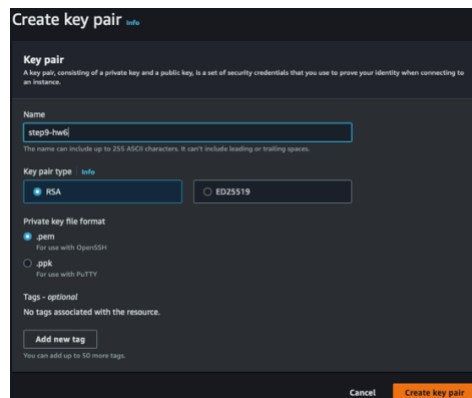 Create key pair Info
Key pair
A key pair, consisting of a private key and a public key, is a set of security credentials that you use to prove your identity when connecting to
an instance.
Name
step9-hw6
The name can include up to 255 ASCII characters. It can't include leading or trailing spaces.
Key pair type Info
RSA
ED25519
Private key file format
.pem
For use with OpenSSH
.ppk
For use with PuTTY
Tags - optional
No tags associated with the resource.
Add new tag
You can add up to 50 more tags.
Cancel
Create key pair